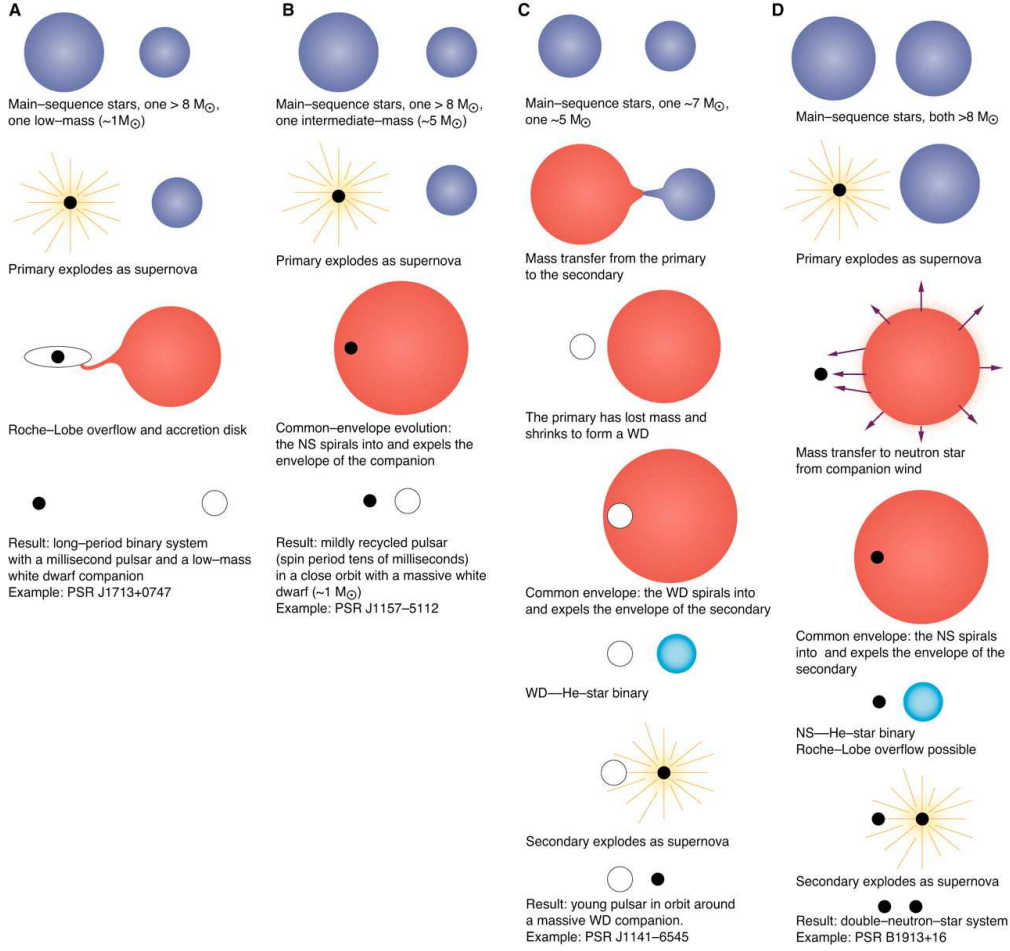 A
Main–sequence stars, one > 8 M☉,
one low–mass (~1M☉)
Primary explodes as supernova
Roche–Lobe overflow and accretion disk
Result: long–period binary system
with a millisecond pulsar and a low–mass
white dwarf companion
Example: PSR J1713+0747
B
Main–sequence stars, one > 8 M☉,
one intermediate–mass (~5 M☉)
Primary explodes as supernova
Common–envelope evolution:
the NS spirals into and expels the
envelope of the companion
Result: mildly recycled pulsar
(spin period tens of milliseconds)
in a close orbit with a massive white
dwarf (~1 M☉)
Example: PSR J1157–5112
C
Main–sequence stars, one ~7 M☉,
one ~5 M☉
Mass transfer from the primary
to the secondary
The primary has lost mass and
shrinks to form a WD
Common envelope: the WD spirals into
and expels the envelope of the secondary
WD—He–star binary
Secondary explodes as supernova
Result: young pulsar in orbit around
a massive WD companion.
Example: PSR J1141–6545
D
Main–sequence stars, both >8 M☉
Primary explodes as supernova
Mass transfer to neutron star
from companion wind
Common envelope: the NS spirals
into and expels the envelope of the
secondary
NS—He–star binary
Roche–Lobe overflow possible
Secondary explodes as supernova
Result: double–neutron–star system
Example: PSR B1913+16